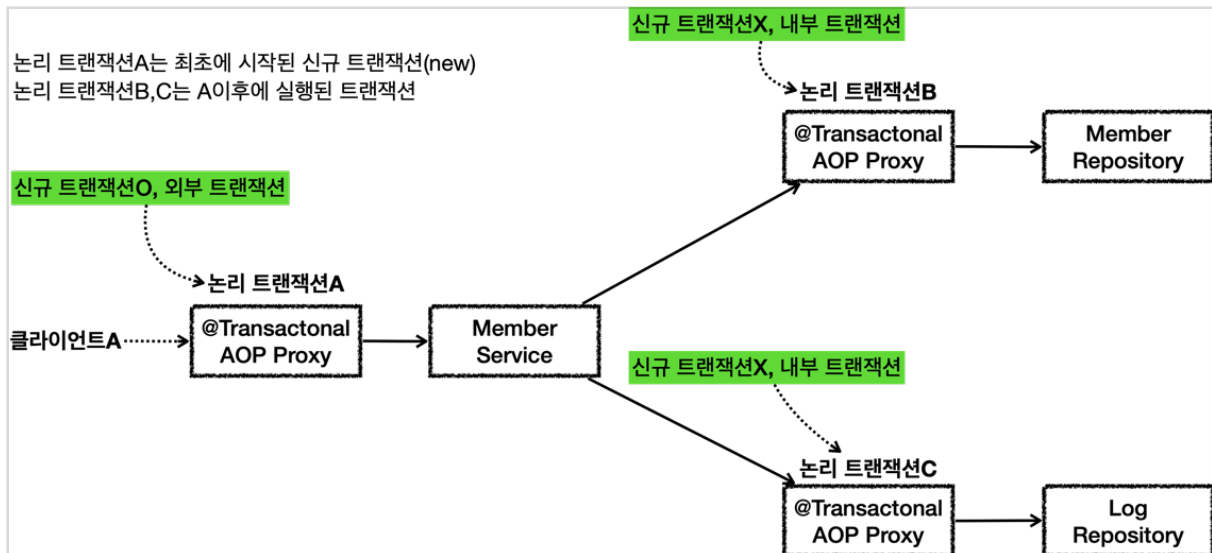 신규 트랜잭션X, 내부 트랜잭션
논리 트랜잭션A는 최초에 시작된 신규 트랜잭션(new)
논리 트랜잭션B,C는 A이후에 실행된 트랜잭션
논리 트랜잭션B
@Transactonal
AOP Proxy
Member
Repository
신규 트랜잭션O, 외부 트랜잭션
논리 트랜잭션A
클라이언트A
@Transactonal
AOP Proxy
Member
Service
신규 트랜잭션X, 내부 트랜잭션
논리 트랜잭션C
@Transactonal
AOP Proxy
Log
Repository